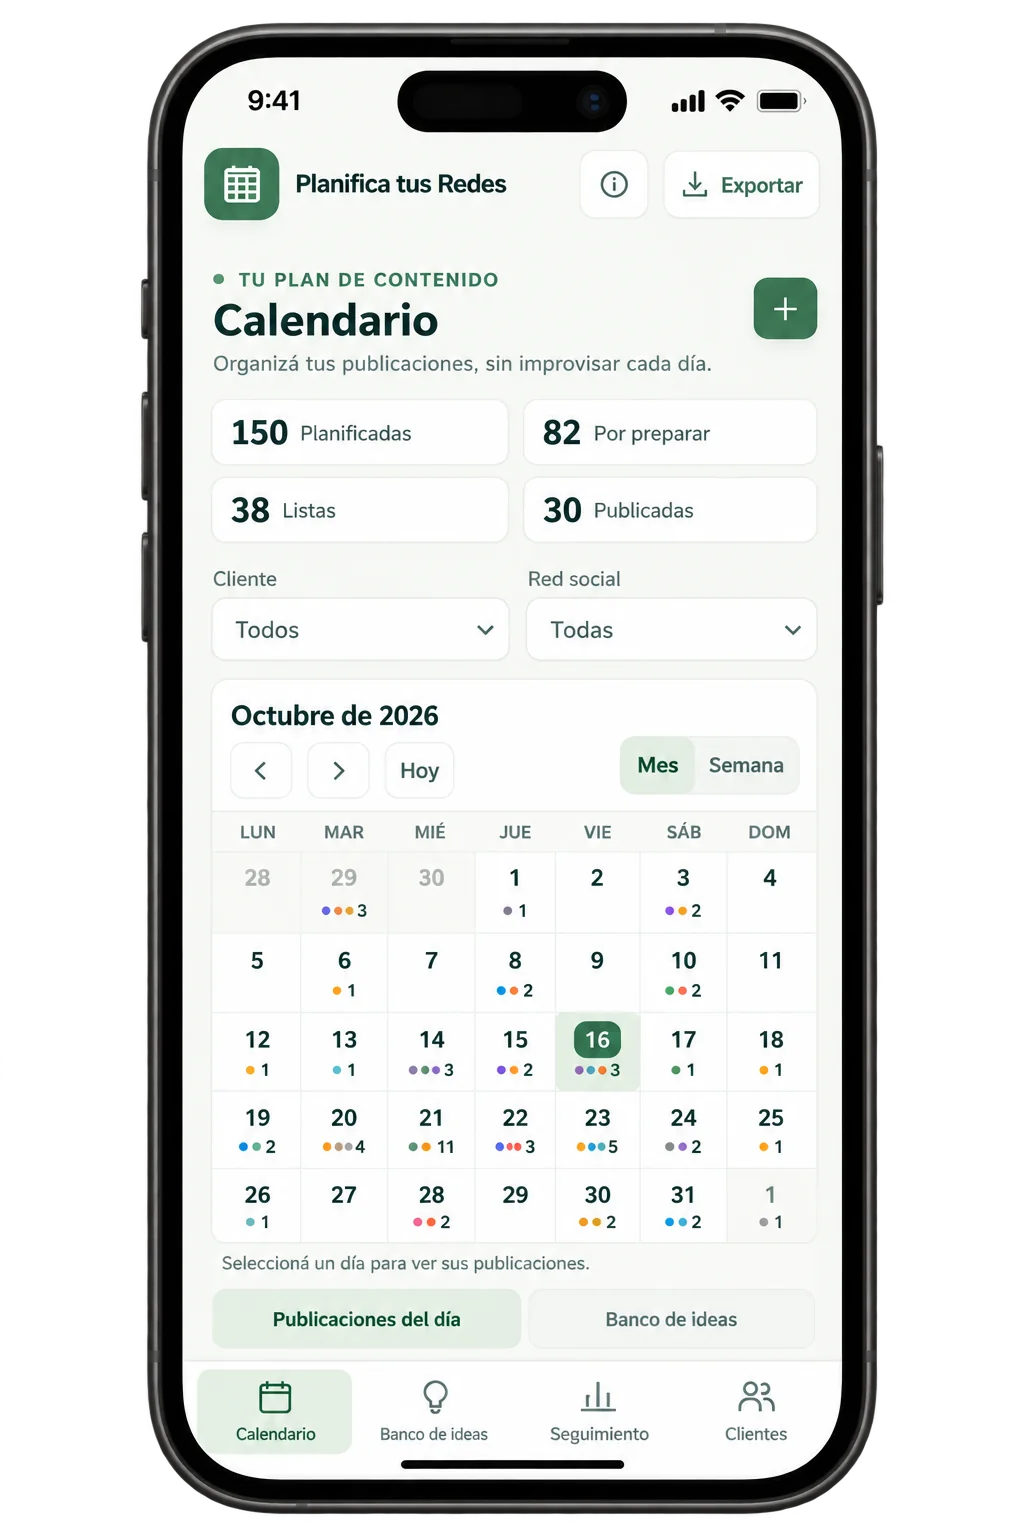 9:41
Planifica tus Redes
Exportar
TU PLAN DE CONTENIDO
Calendario
Organizá tus publicaciones, sin improvisar cada día.
150 Planificadas
82 Por preparar
38 Listas
30 Publicadas
Cliente
Red social
Todos
Todas
Octubre de 2026
Hoy
Mes
Semana
LUN MAR MIÉ JUE VIE SÁB DOM
28 29 30 1 2 3 4
3 1 2
5 6 7 8 9 10 11
1 2 2
12 13 14 15 16 17 18
1 1 3 2 3 1 1
19 20 21 22 23 24 25
2 4 11 3 5 2 1
26 27 28 29 30 31 1
1 2 2 2 1
Seleccioná un día para ver sus publicaciones.
Publicaciones del día
Banco de ideas
Calendario
Banco de ideas
Seguimiento
Clientes